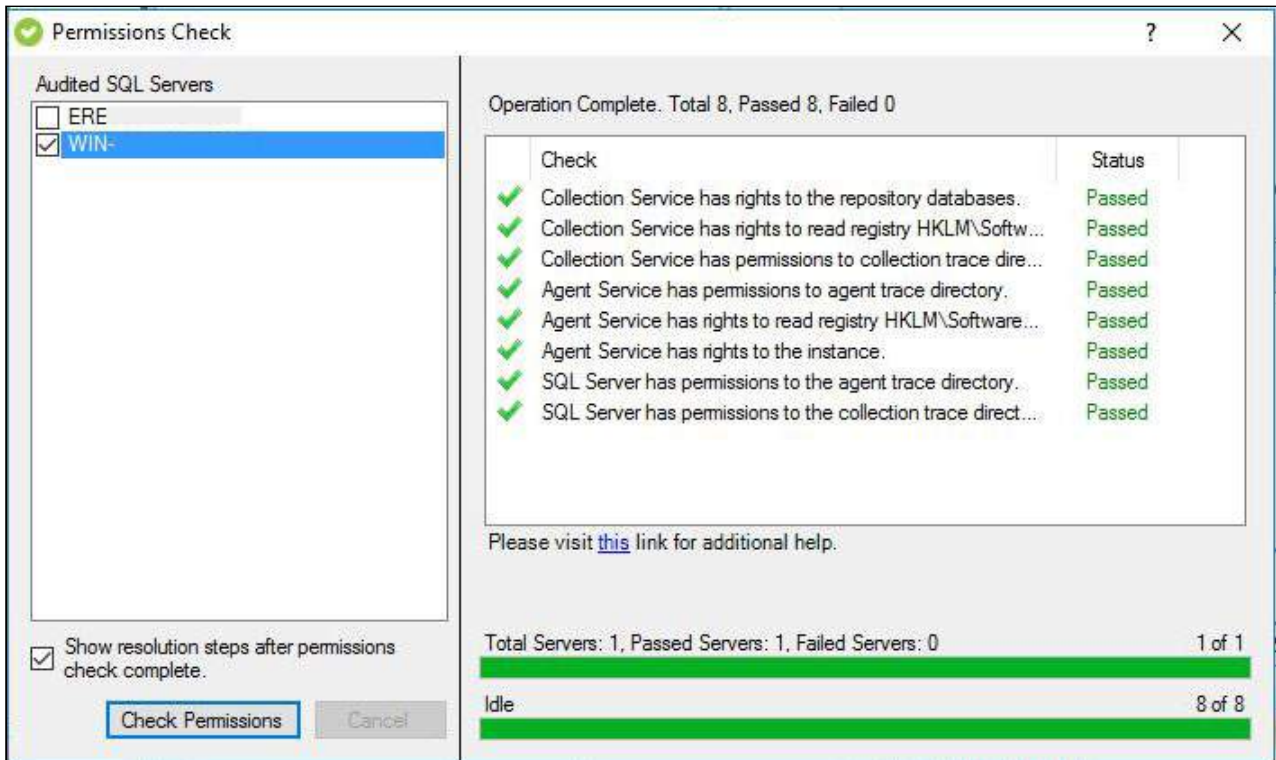 Permissions Check
?
Audited SQL Servers
ERE
WIN-
Show resolution steps after permissions
check complete.
Check Permissions
Cancel
Operation Complete. Total 8, Passed 8, Failed 0
Check Status
Collection Service has rights to the repository databases. Passed
Collection Service has rights to read registry HKLM\Softw... Passed
Collection Service has permissions to collection trace dire... Passed
Agent Service has permissions to agent trace directory. Passed
Agent Service has rights to read registry HKLM\Software... Passed
Agent Service has rights to the instance. Passed
SQL Server has permissions to the agent trace directory. Passed
SQL Server has permissions to the collection trace direct... Passed
Please visit this link for additional help.
Total Servers: 1, Passed Servers: 1, Failed Servers: 0 1 of 1
Idle 8 of 8